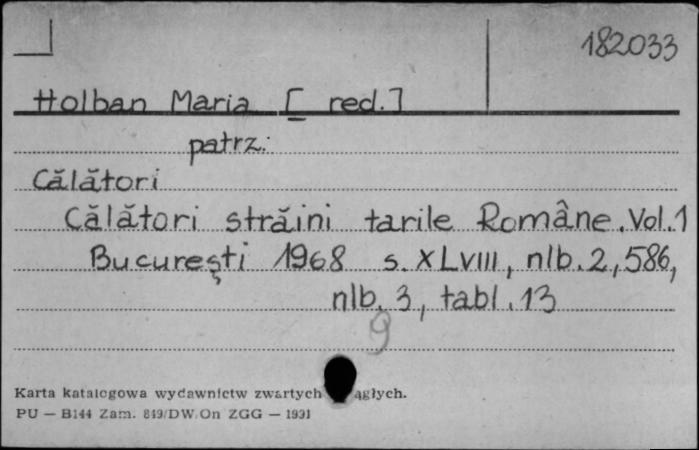 182033
Holban Maria [ red.]
patrz:
Călători
Călători străini tarile Române. Vol.1
Bucureşti 1968 s. XLVIII, nlb. 2, 586,
nlb. 3, tabl. 13
9
Karta katalogowa wydawnictw zwartych ągłych.
PU — B144 Zam. 849/DW.On ZGG — 1991